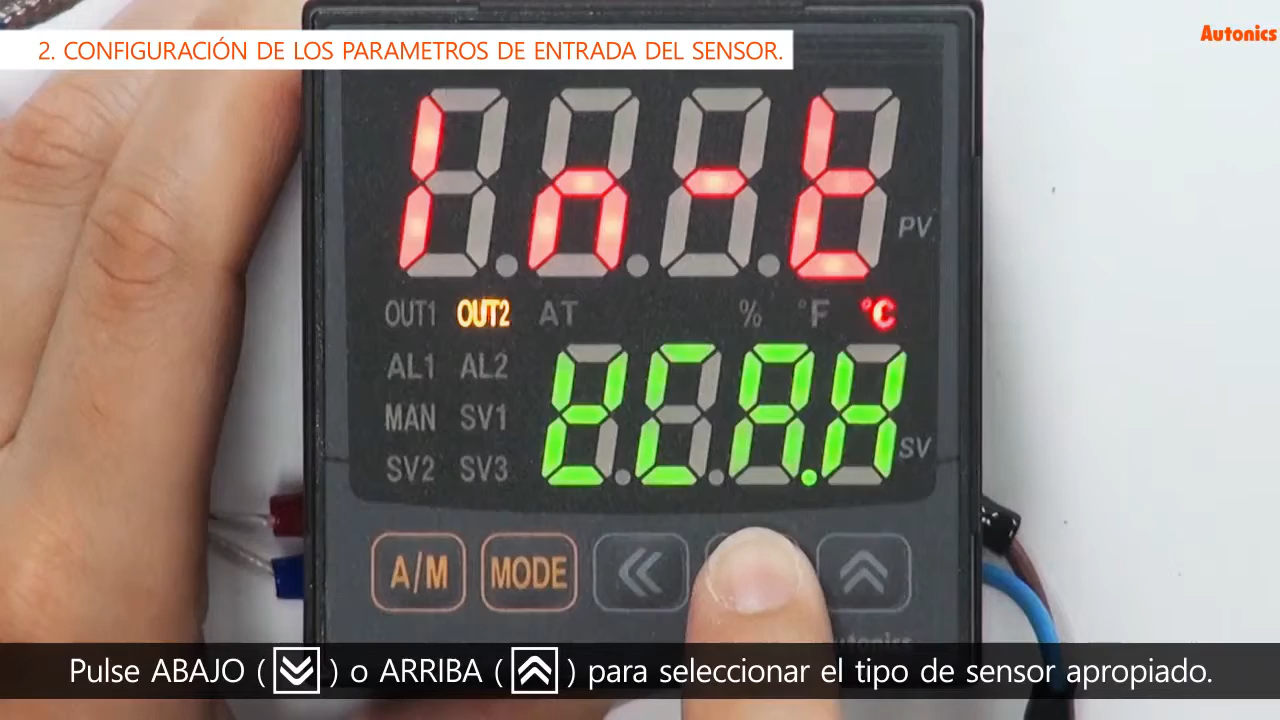 2. CONFIGURACIÓN DE LOS PARAMETROS DE ENTRADA DEL SENSOR.
Autonics
In-t
PV
OUT1 OUT2 AT % °F °C
AL1 AL2
MAN SV1
SV2 SV3
KCA.H
SV
A/M MODE
Pulse ABAJO ( ) o ARRIBA ( ) para seleccionar el tipo de sensor apropiado.